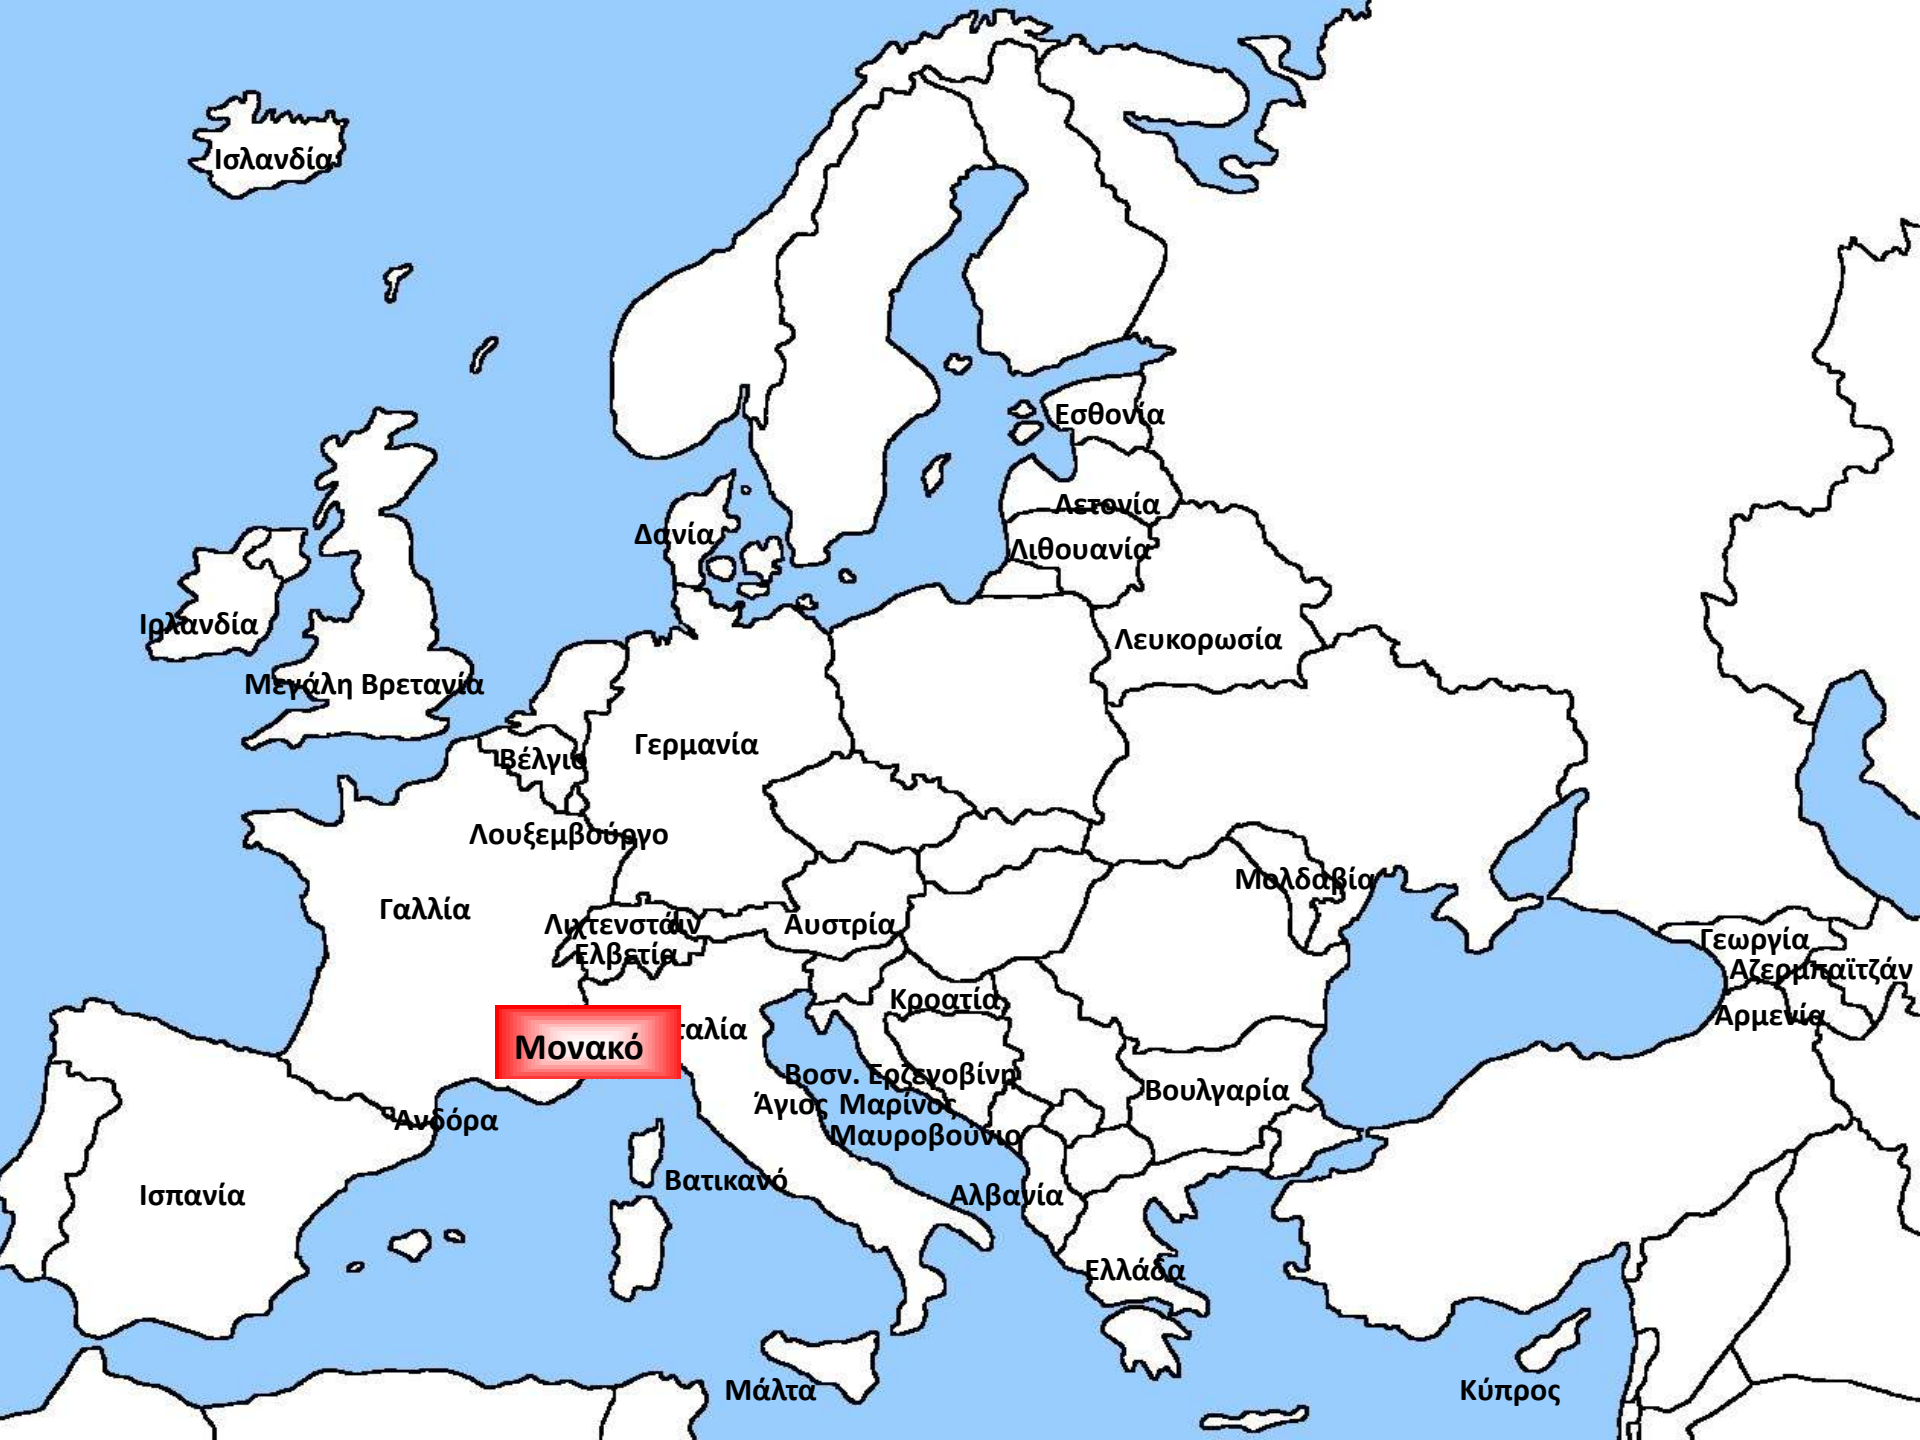 Ισλανδία
Εσθονία
Λετονία
Δανία
Λιθουανία
Ιρλανδία
Λευκορωσία
Μεγάλη Βρετανία
Γερμανία
Βέλγιο
Λουξεμβούργο
Μολδαβία
Γαλλία
Λιχτενστάιν
Αυστρία
Γεωργία
Ελβετία
Αζερμπαϊτζάν
Κροατία
Αρμενία
ταλία
Μονακό
Βοσν. Ερζεγοβίνη
Βουλγαρία
Άγιος Μαρίνος
Ανδόρα
Μαυροβούνιο
Βατικανό
Ισπανία
Αλβανία
Ελλάδα
Μάλτα
Κύπρος